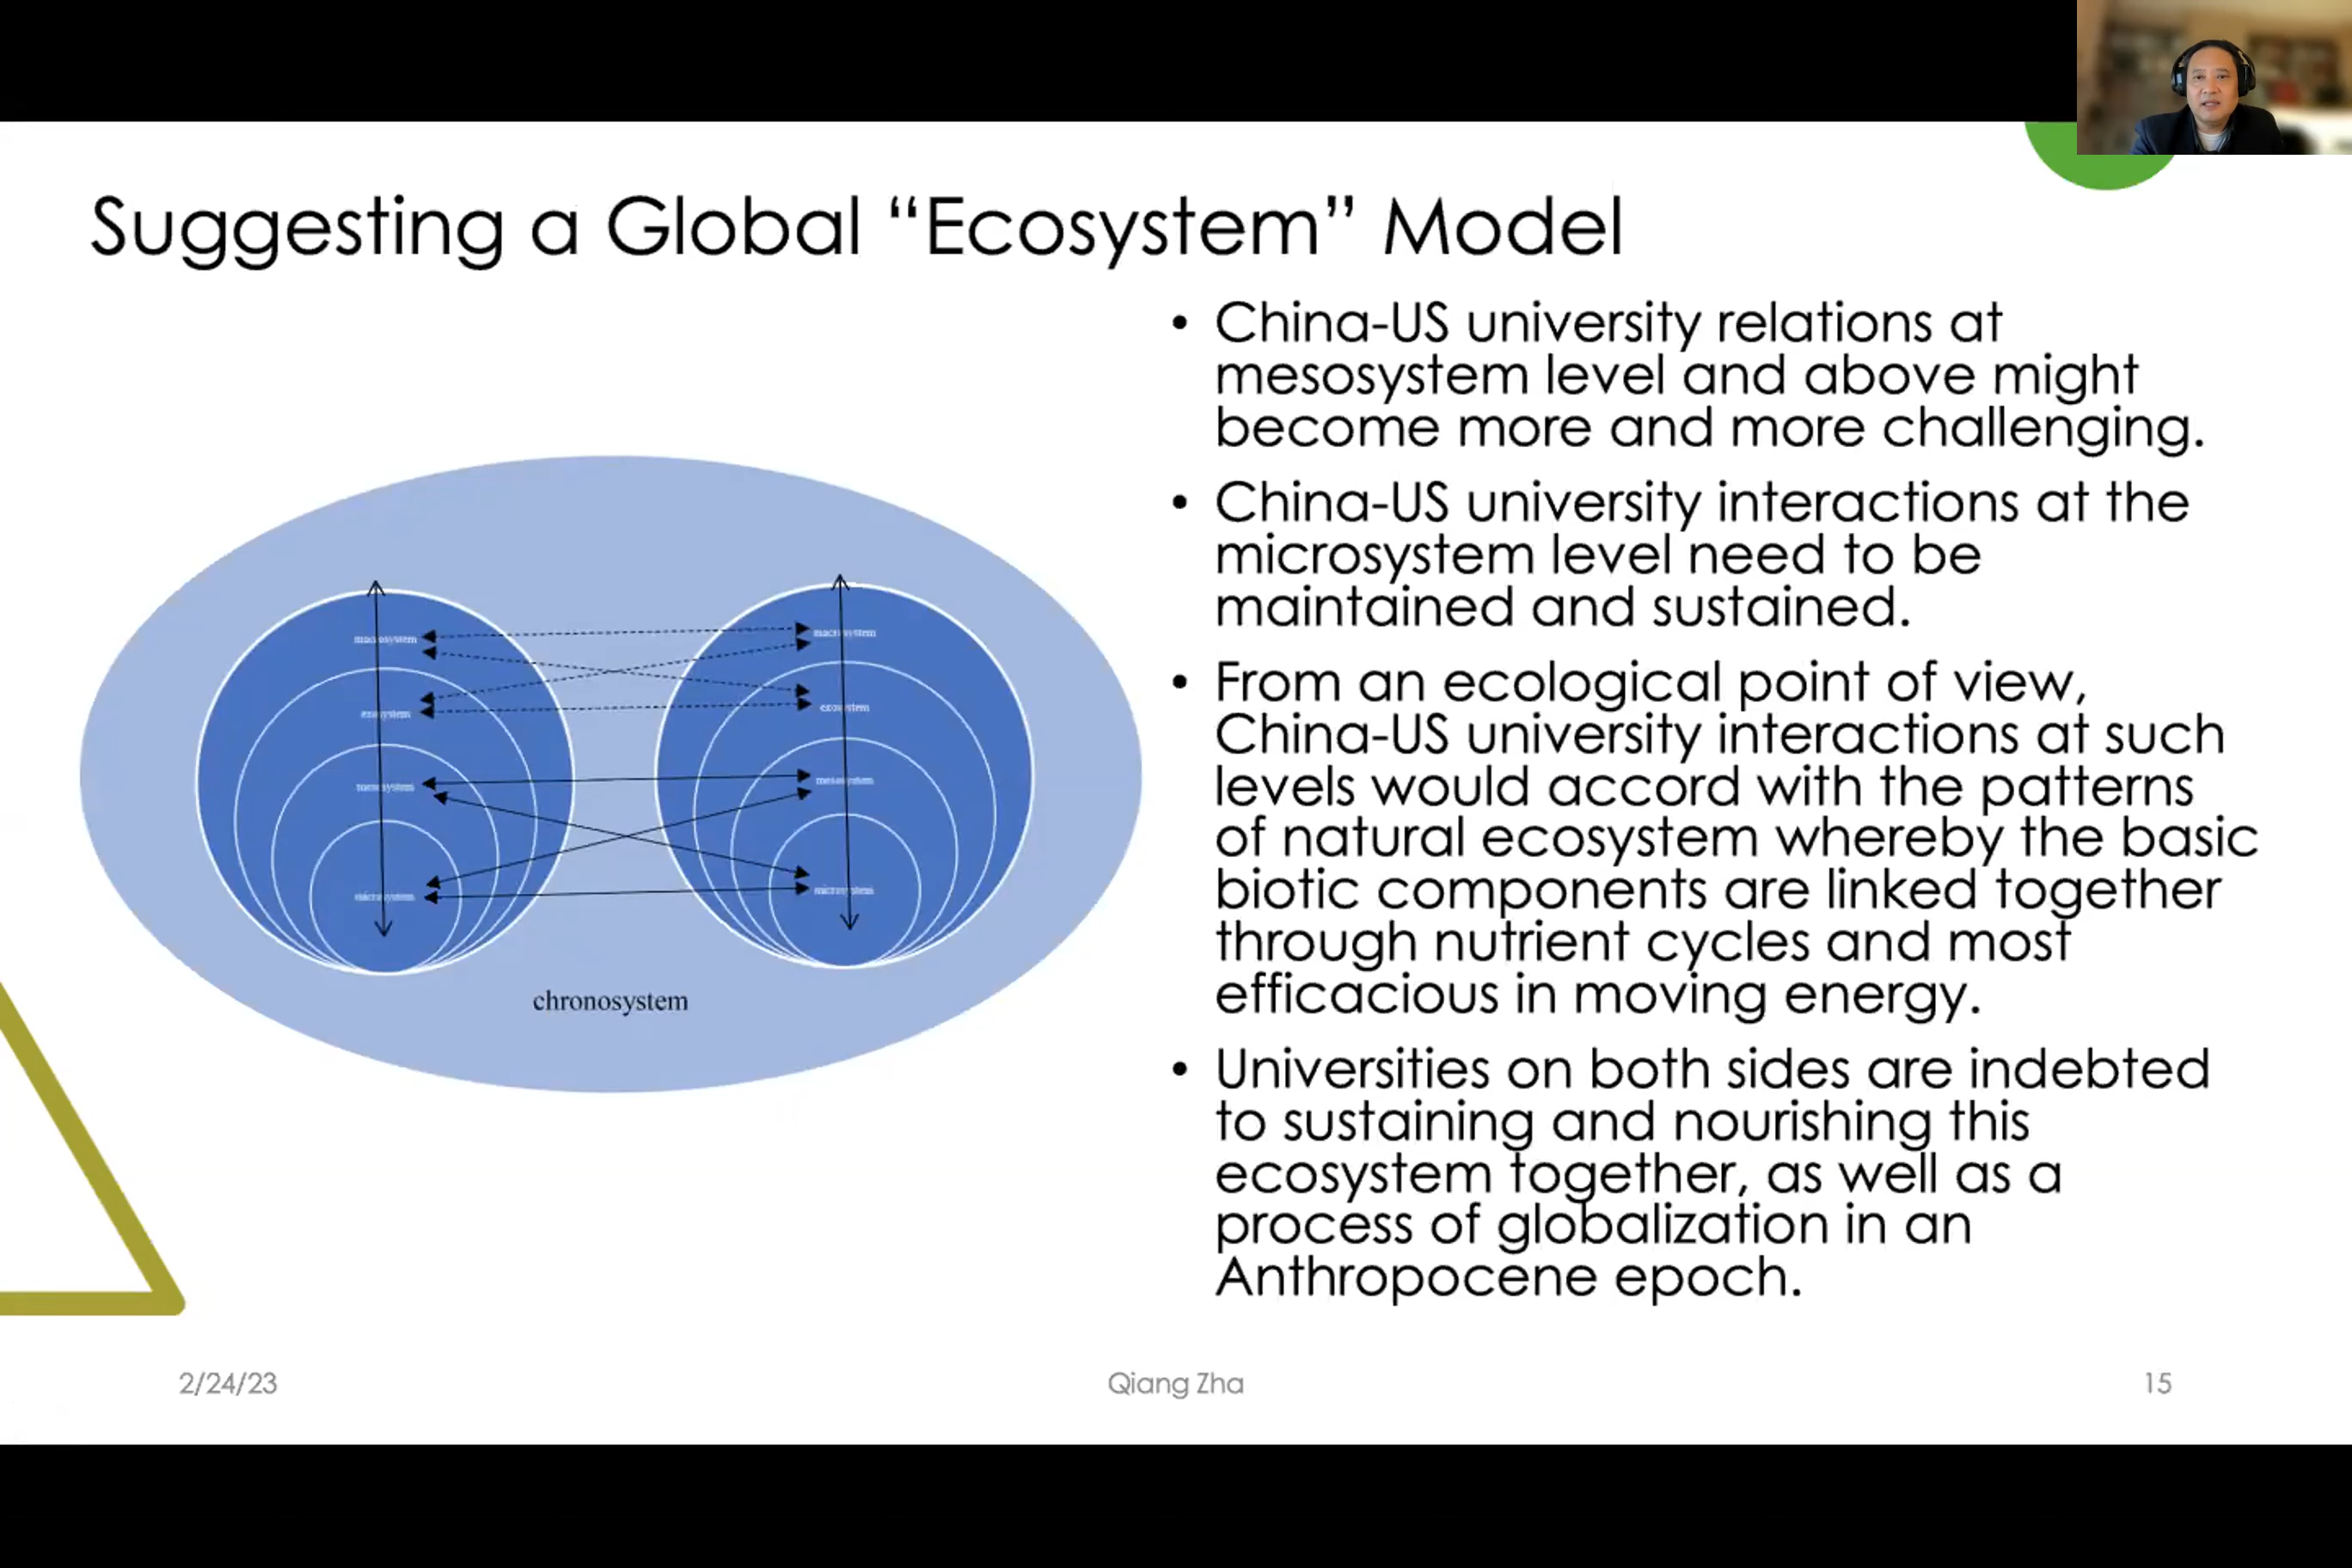 Suggesting a Global “Ecosystem” Model
• China-US university relations at
mesosystem level and above might
become more and more challenging.
• China-US university interactions at the
microsystem level need to be
maintained and sustained.
• From an ecological point of view,
China-US university interactions at such
levels would accord with the patterns
of natural ecosystem whereby the basic
biotic components are linked together
through nutrient cycles and most
efficacious in moving energy.
• Universities on both sides are indebted
to sustaining and nourishing this
ecosystem together, as well as a
process of globalization in an
Anthropocene epoch.
macrosystem
exosystem
mesosystem
microsystem
macrosystem
exosystem
mesosystem
microsystem
chronosystem
2/24/23
Qiang Zha
15